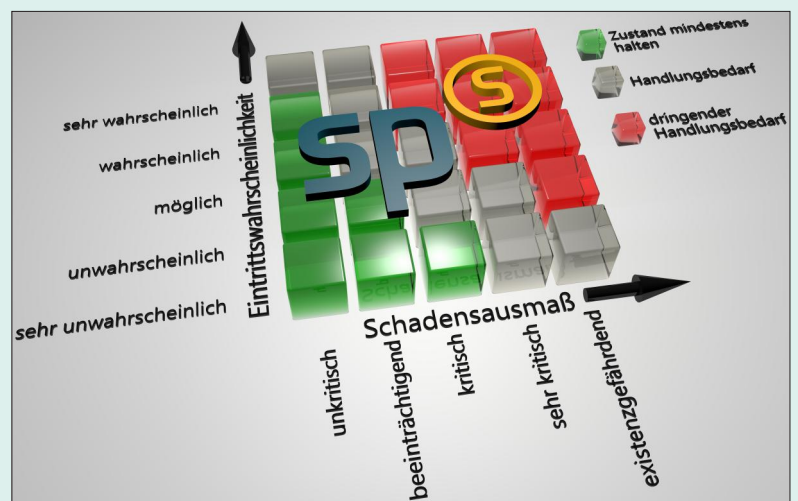 Zustand mindestens
halten
Handlungsbedarf
dringender
Handlungsbedarf
Eintrittswahrscheinlichkeit
sehr wahrscheinlich
wahrscheinlich
möglich
unwahrscheinlich
sehr unwahrscheinlich
sp
s
Schadensausmaß
unkritisch
beeinträchtigend
kritisch
sehr kritisch
existenzgefährdend